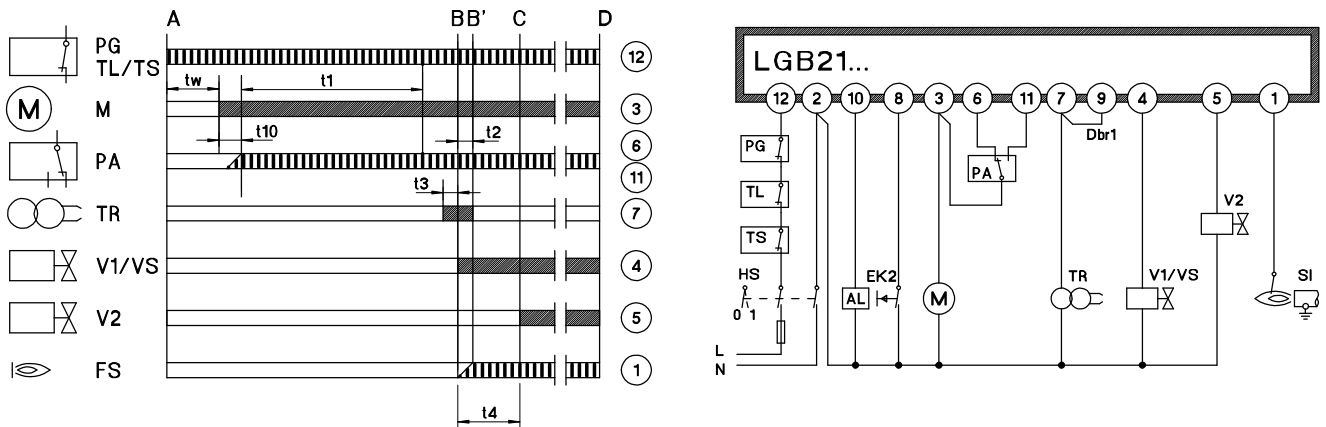 A B B' C D
PG
TL/TS
12
tw t1
M
M
3
t10 t2
6
PA
11
t3
TR
7
V1/VS
4
V2
5
FS
1
t4
LGB21...
12 2 10 8 3 6 11 7 9 4 5 1
Dbr1
PG
PA
TL
V2
TS
HS
EK2
TR
V1/VS
SI
AL
M
0 1
L
N